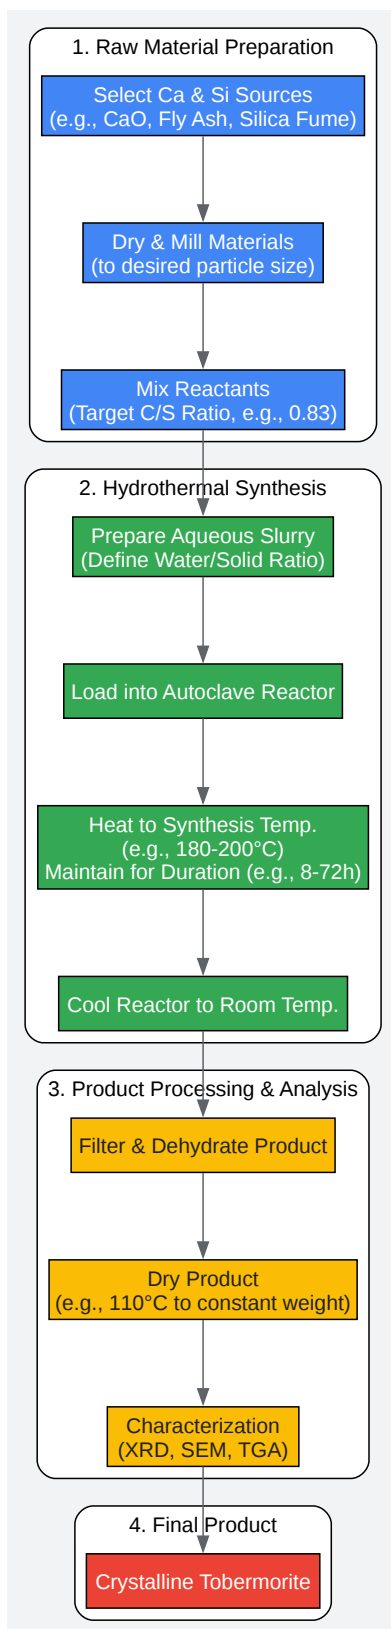 1. Raw Material Preparation
Select Ca & Si Sources
(e.g., CaO, Fly Ash, Silica Fume)
Dry & Mill Materials
(to desired particle size)
Mix Reactants
(Target C/S Ratio, e.g., 0.83)
2. Hydrothermal Synthesis
Prepare Aqueous Slurry
(Define Water/Solid Ratio)
Load into Autoclave Reactor
Heat to Synthesis Temp.
(e.g., 180-200°C)
Maintain for Duration (e.g., 8-72h)
Cool Reactor to Room Temp.
3. Product Processing & Analysis
Filter & Dehydrate Product
Dry Product
(e.g., 110°C to constant weight)
Characterization
(XRD, SEM, TGA)
4. Final Product
Crystalline Tobermorite